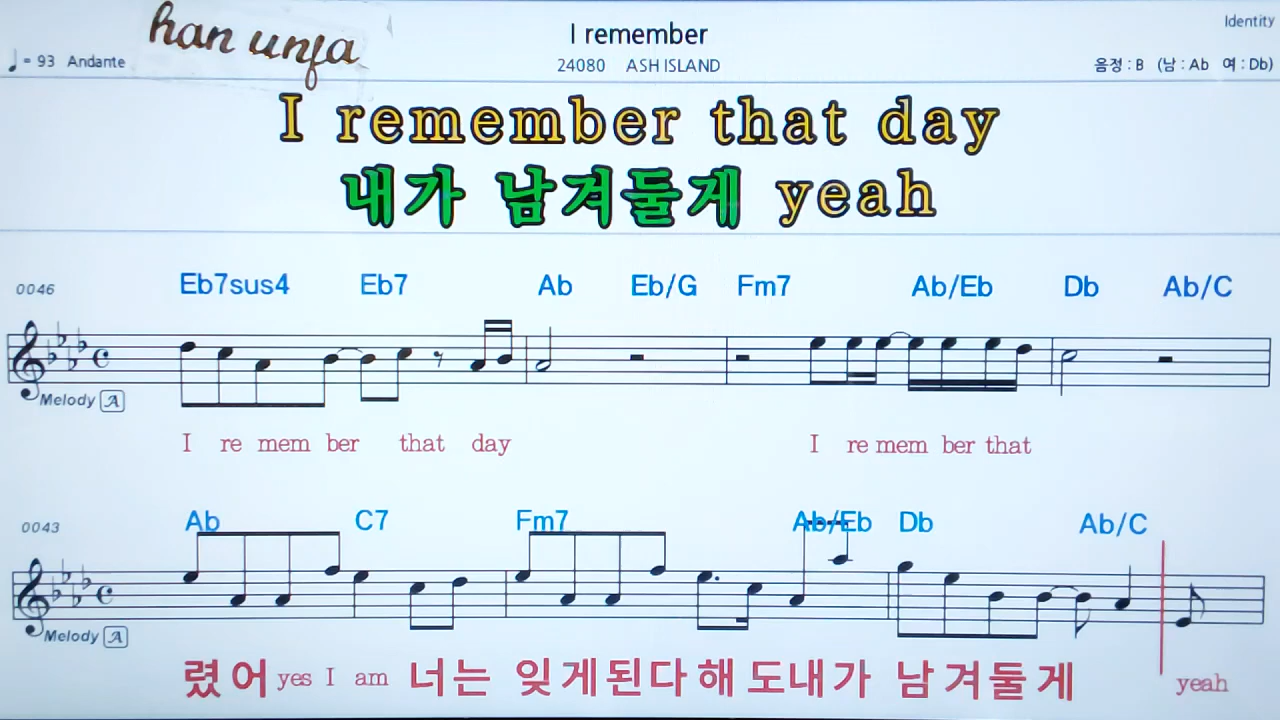 han unfa
I remember
Identity
♩= 93 Andante
24080 ASH ISLAND
음정 : B (남 : Ab 여 : Db)
I remember that day
내가 남겨둘게 yeah
0046 Eb7sus4 Eb7 Ab Eb/G Fm7 Ab/Eb Db Ab/C
Melody A
I re mem ber that day I re mem ber that
0043 Ab C7 Fm7 Ab/Eb Db Ab/C
Melody A
렸어 yes I am 너는 잊게된다해도내가 남겨둘게 yeah